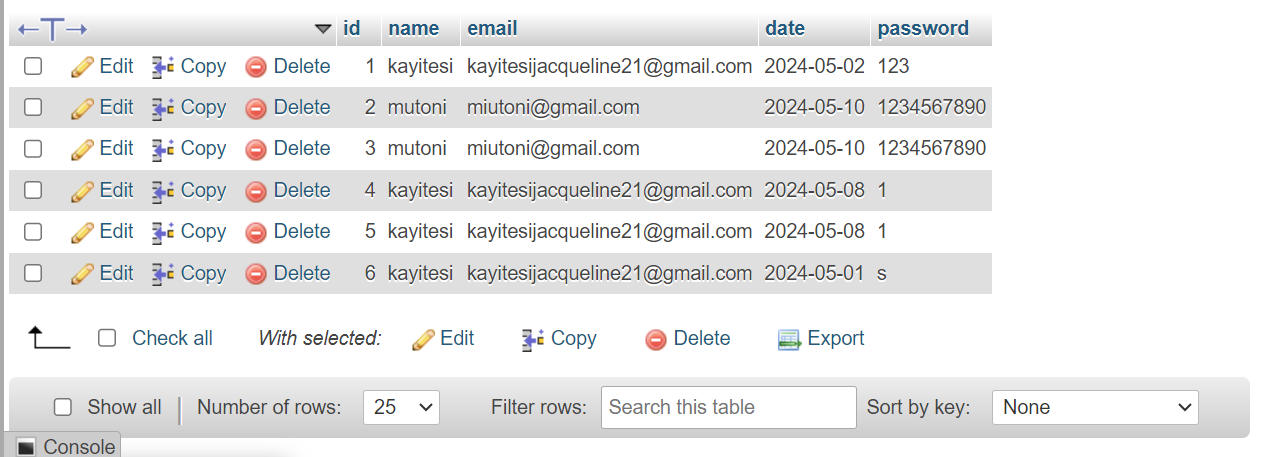 id name email date password
Edit Copy Delete 1 kayitesi kayitesijacqueline21@gmail.com 2024-05-02 123
Edit Copy Delete 2 mutoni miutoni@gmail.com 2024-05-10 1234567890
Edit Copy Delete 3 mutoni miutoni@gmail.com 2024-05-10 1234567890
Edit Copy Delete 4 kayitesi kayitesijacqueline21@gmail.com 2024-05-08 1
Edit Copy Delete 5 kayitesi kayitesijacqueline21@gmail.com 2024-05-08 1
Edit Copy Delete 6 kayitesi kayitesijacqueline21@gmail.com 2024-05-01 s
Check all With selected: Edit Copy Delete Export
Show all Number of rows: 25 Filter rows: Search this table Sort by key: None
Console